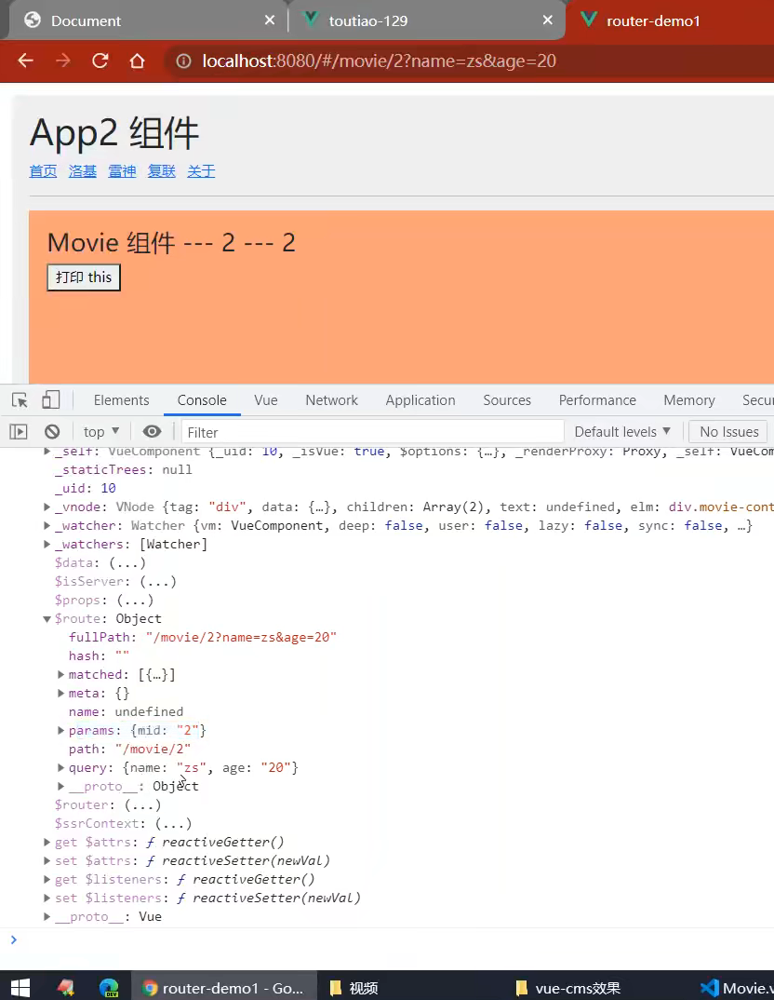 Document
toutiao-129
router-demo1
localhost:8080/#/movie/2?name=zs&age=20
App2 组件
首页 洛基 雷神 复联 关于
Movie 组件 --- 2 --- 2
打印 this
Elements Console Vue Network Application Sources Performance Memory Secur
top Filter Default levels No Issues
_self: VueComponent {_uid: 10, _isVue: true, $options: {…}, _renderProxy: Proxy, _self: VueCom
_staticTrees: null
_uid: 10
_vnode: VNode {tag: "div", data: {…}, children: Array(2), text: undefined, elm: div.movie-cont
_watcher: Watcher {vm: VueComponent, deep: false, user: false, lazy: false, sync: false, …}
_watchers: [Watcher]
$data: (...)
$isServer: (...)
$props: (...)
$route: Object
fullPath: "/movie/2?name=zs&age=20"
hash: ""
matched: [{…}]
meta: {}
name: undefined
params: {mid: "2"}
path: "/movie/2"
query: {name: "zs", age: "20"}
__proto__: Object
$router: (...)
$ssrContext: (...)
get $attrs: ƒ reactiveGetter()
set $attrs: ƒ reactiveSetter(newVal)
get $listeners: ƒ reactiveGetter()
set $listeners: ƒ reactiveSetter(newVal)
__proto__: Vue
router-demo1 - Go... 视频 vue-cms效果 Movie.v